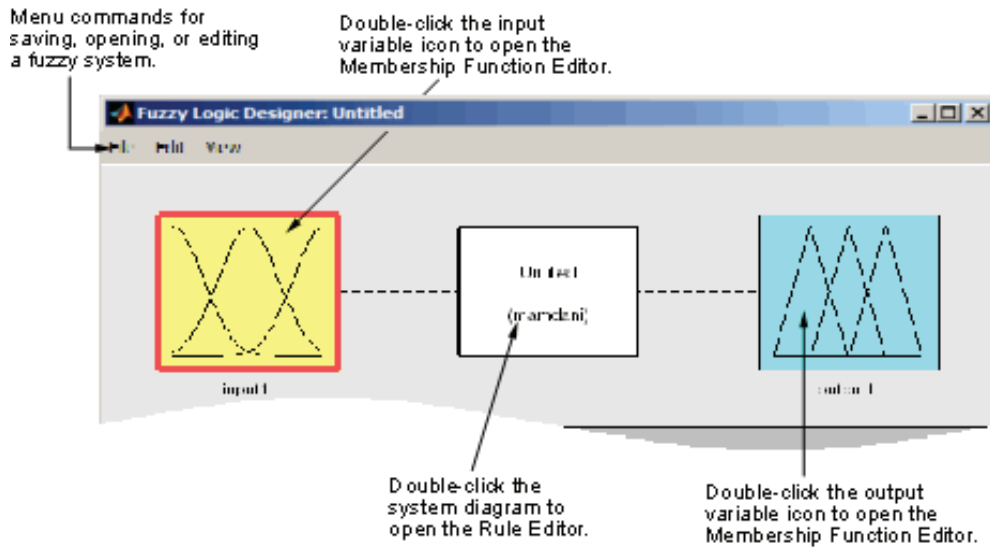 Menu commands for
saving, opening, or editing
a fuzzy system.
Double-click the input
variable icon to open the
Membership Function Editor.
Fuzzy Logic Designer: Untitled
File Edit View
Untitled
(mamdani)
input1
output1
Double-click the
system diagram to
open the Rule Editor.
Double-click the output
variable icon to open the
Membership Function Editor.